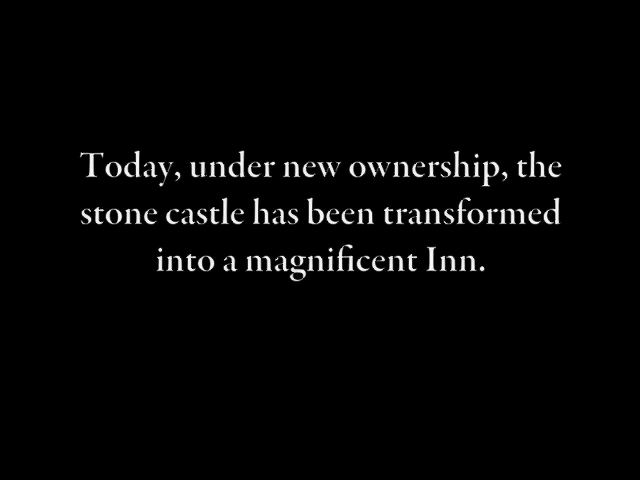 Today, under new ownership, the
stone castle has been transformed
into a magnificent Inn.